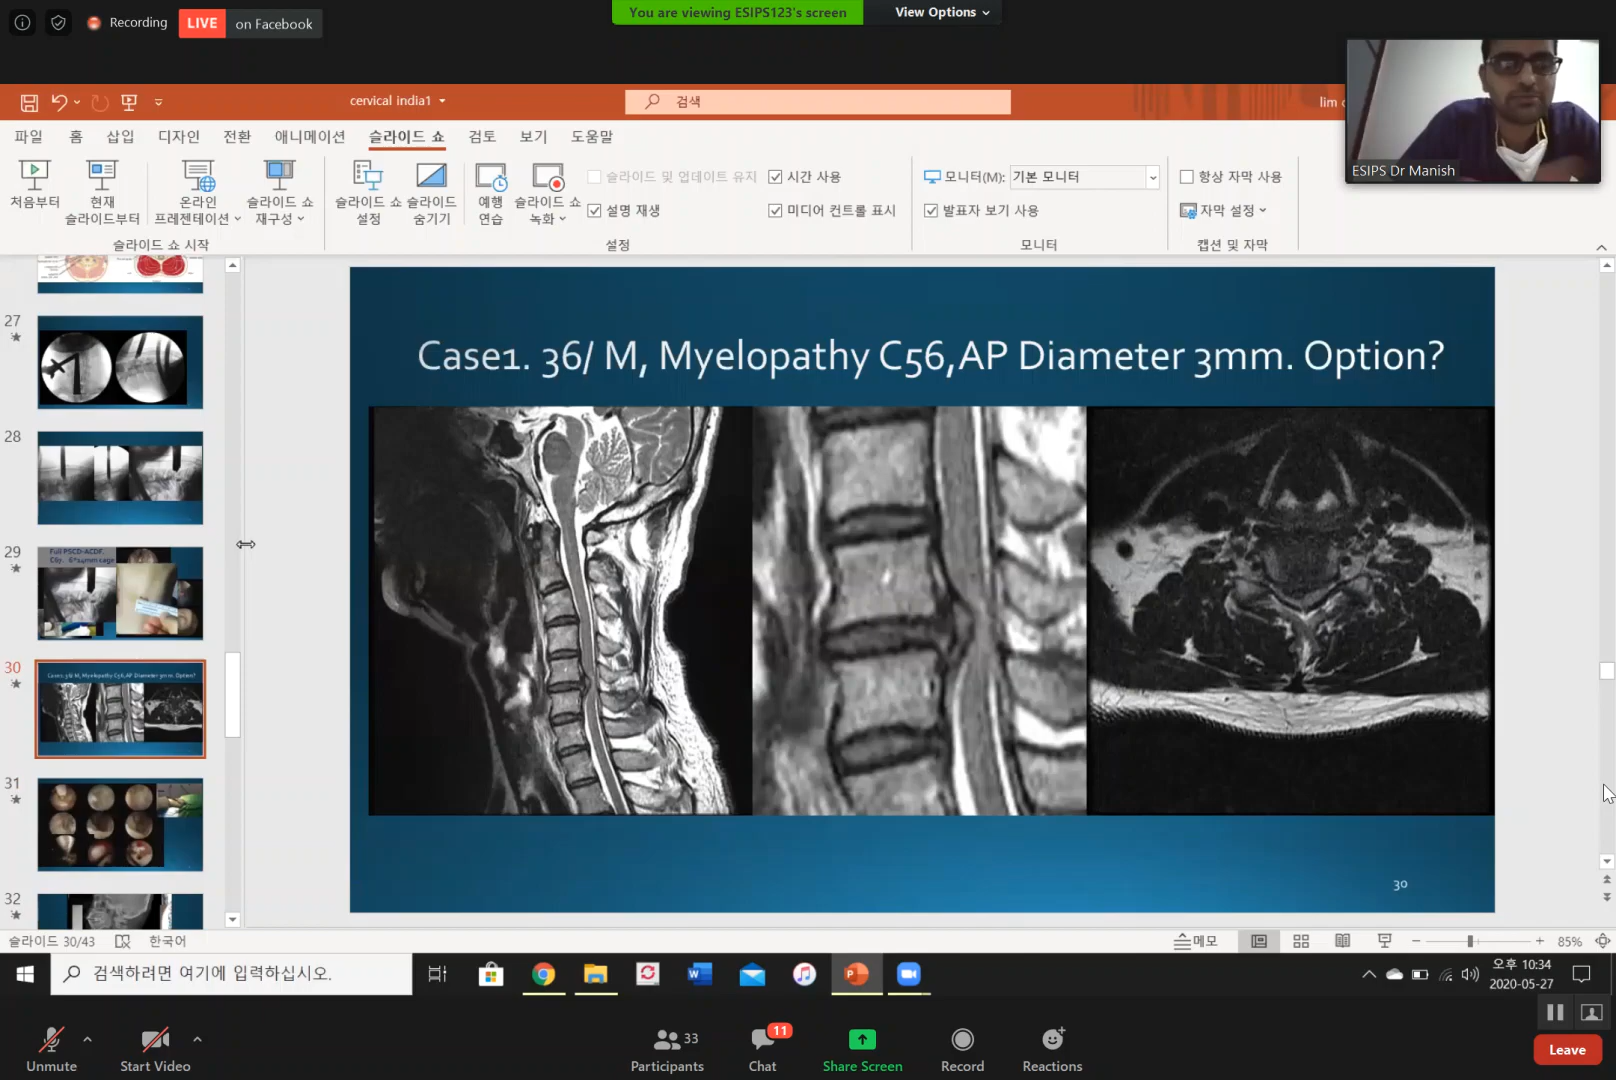 Recording
LIVE on Facebook
You are viewing ESIPS123's screen
View Options
cervical india1
검색
lim
ESIPS Dr Manish
파일 홈 삽입 디자인 전환 애니메이션 슬라이드 쇼 검토 보기 도움말
처음부터
현재
슬라이드부터
온라인
프레젠테이션
슬라이드 쇼
재구성
슬라이드 쇼
설정
슬라이드
숨기기
예행
연습
슬라이드 쇼
녹화
슬라이드 및 업데이트 유지
설명 재생
시간 사용
미디어 컨트롤 표시
모니터(M): 기본 모니터
발표자 보기 사용
항상 자막 사용
자막 설정
슬라이드 쇼 시작
설정
모니터
캡션 및 자막
27
28
29
Full PSCD-ACDF,
30
Case1. 36/ M, Myelopathy C56,AP Diameter 3mm. Option?
31
32
Case1. 36/ M, Myelopathy C56,AP Diameter 3mm. Option?
30
슬라이드 30/43
한국어
메모
85%
검색하려면 여기에 입력하십시오.
오후 10:34
2020-05-27
Unmute
Start Video
33
Participants
11
Chat
Share Screen
Record
Reactions
Leave